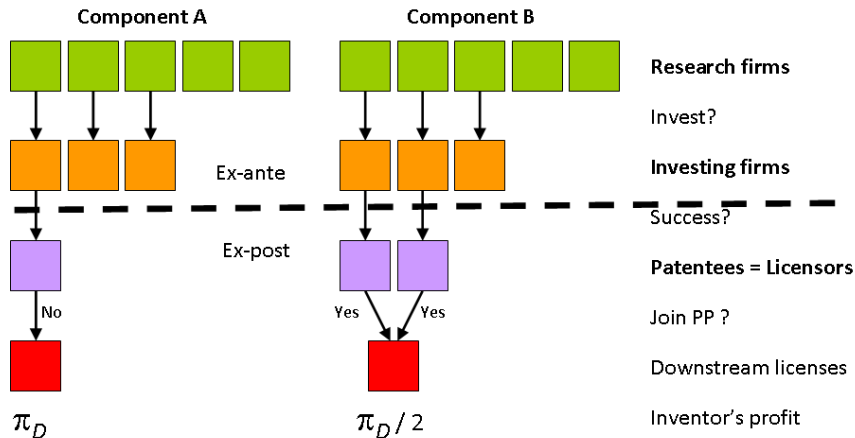 Component A
Component B
Research firms
Invest?
Ex-ante
Investing firms
Success?
Ex-post
Patentees = Licensors
No
Yes
Yes
Join PP ?
Downstream licenses
π_D
π_D / 2
Inventor's profit